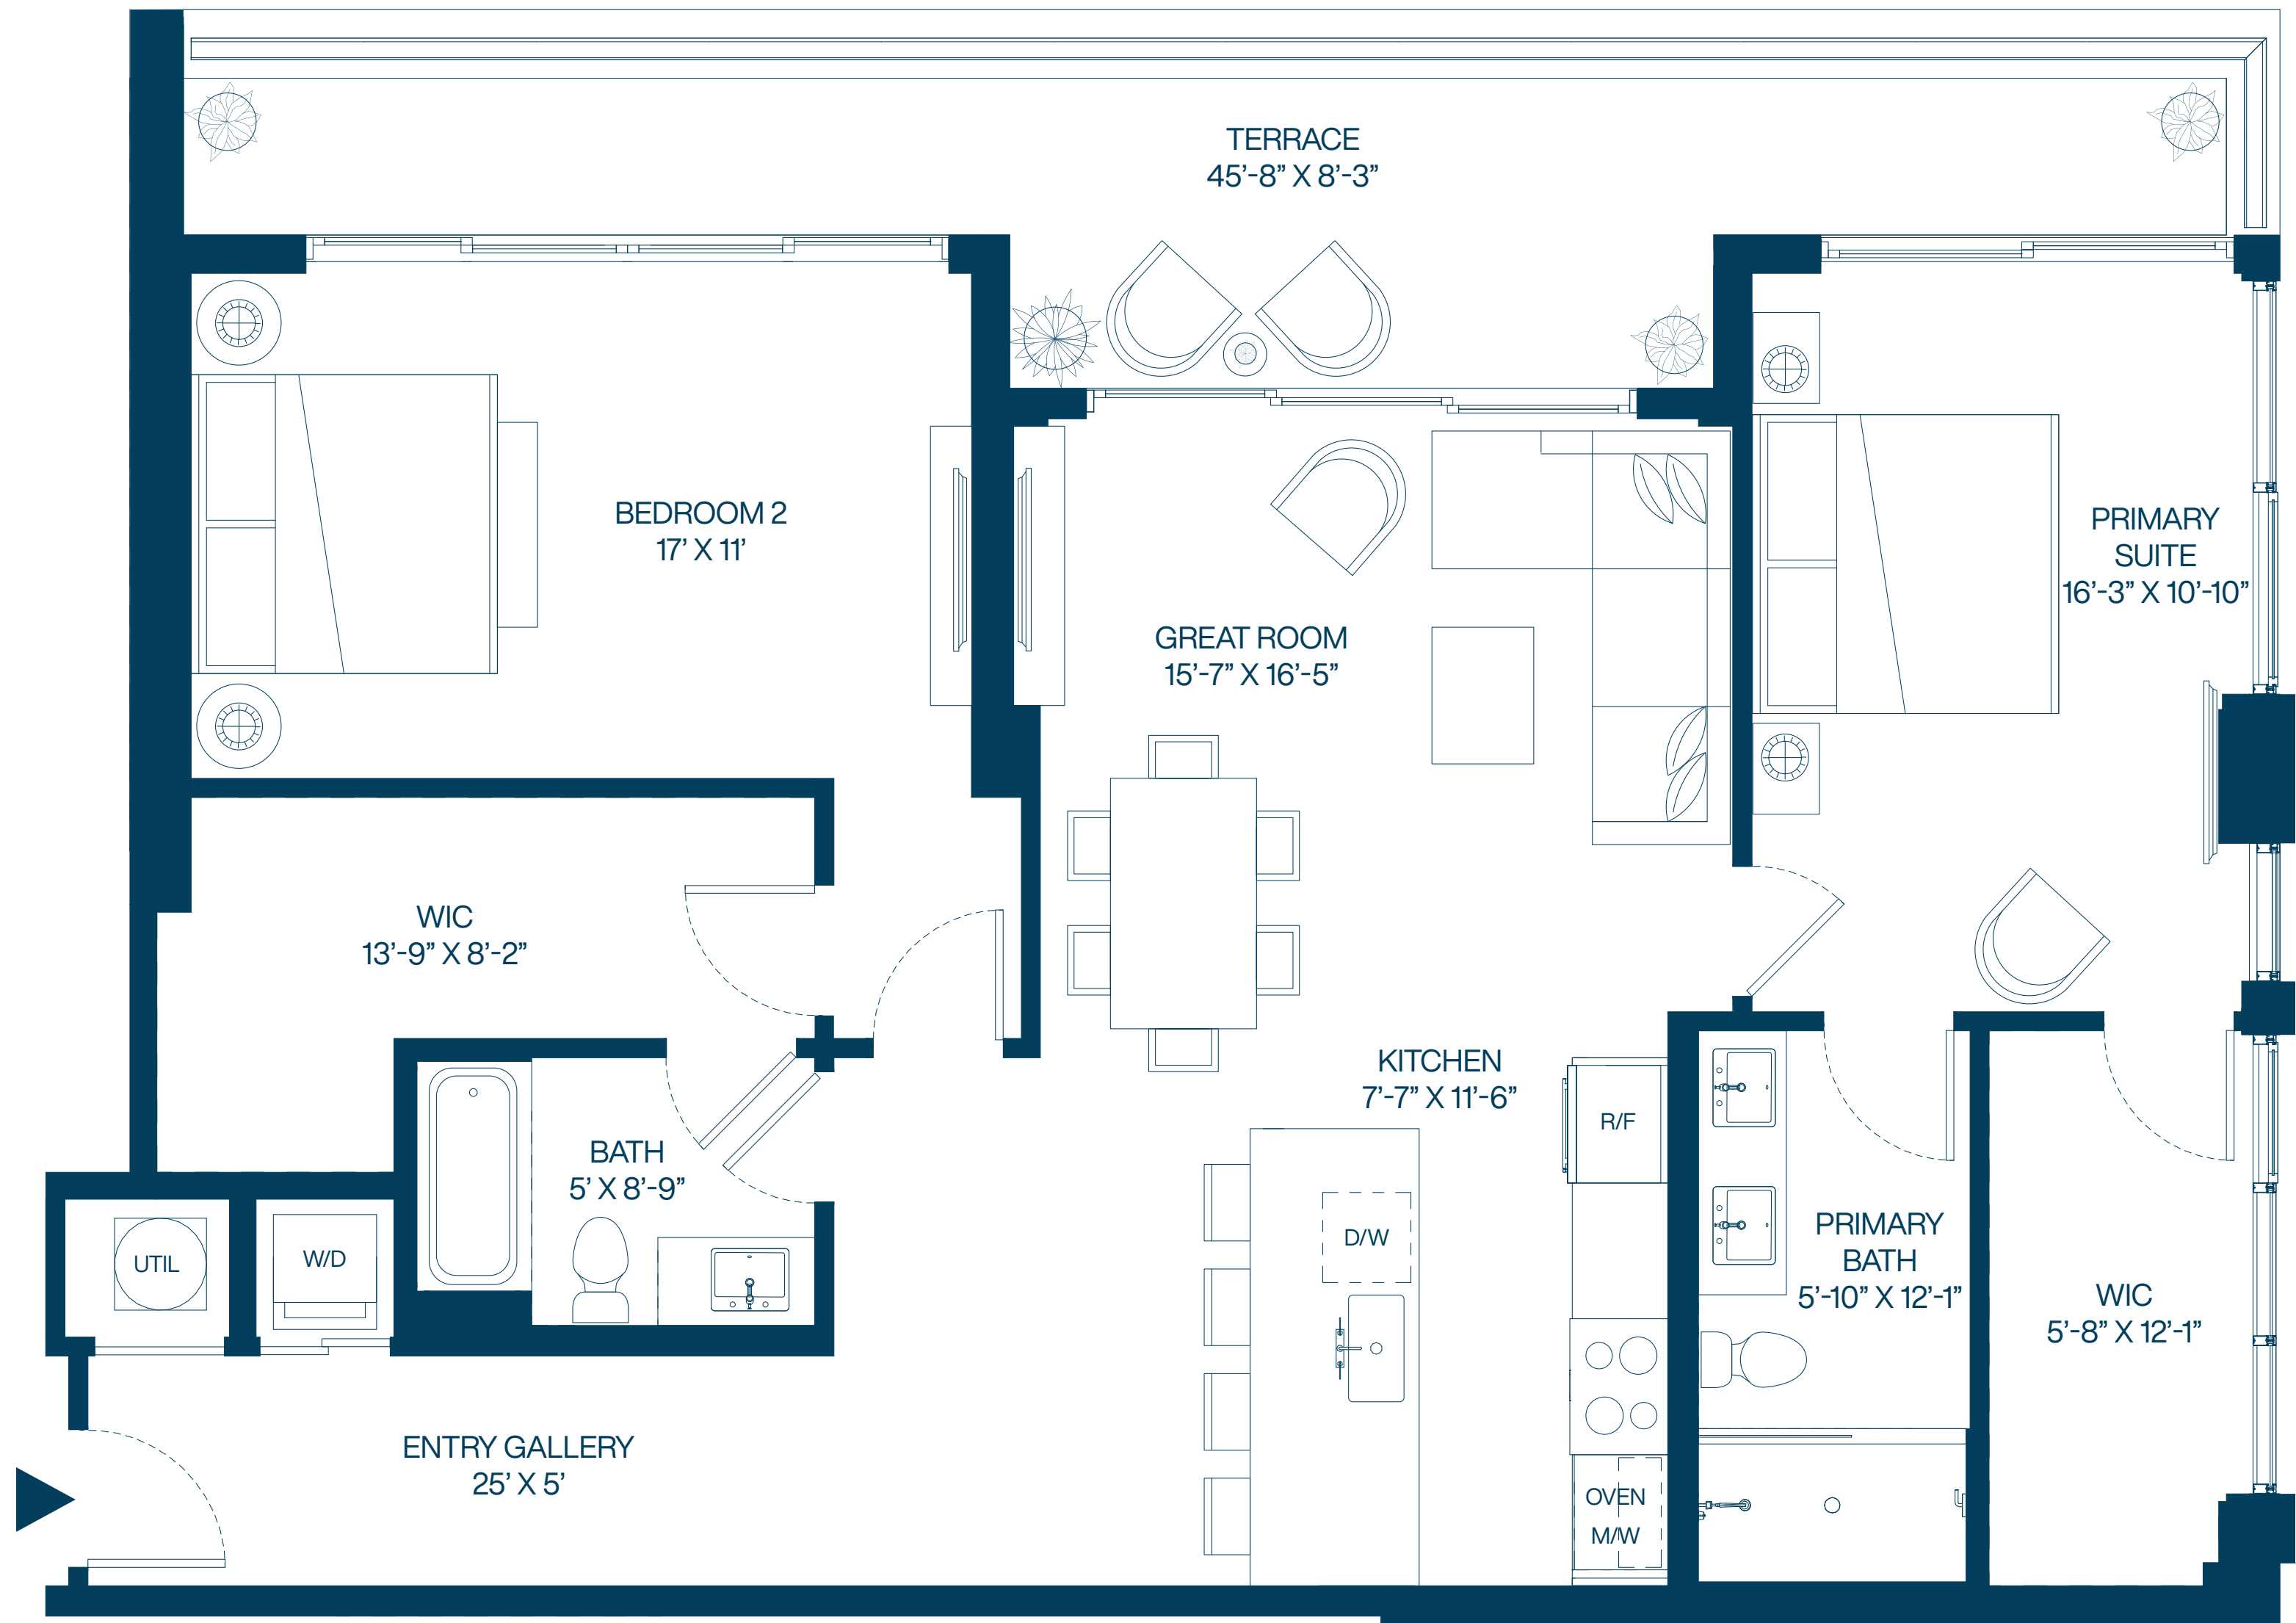 TERRACE
45’-8” X 8’-3”
BEDROOM 2
17’ X 11’
PRIMARY
SUITE
16’-3” X 10’-10”
GREAT ROOM
15’-7” X 16’-5”
WIC
13’-9” X 8’-2”
KITCHEN
7’-7” X 11’-6”
R/F
BATH
5’ X 8’-9”
D/W
PRIMARY
BATH
5’-10” X 12’-1”
UTIL
W/D
WIC
5’-8” X 12’-1”
ENTRY GALLERY
25’ X 5’
OVEN
M/W